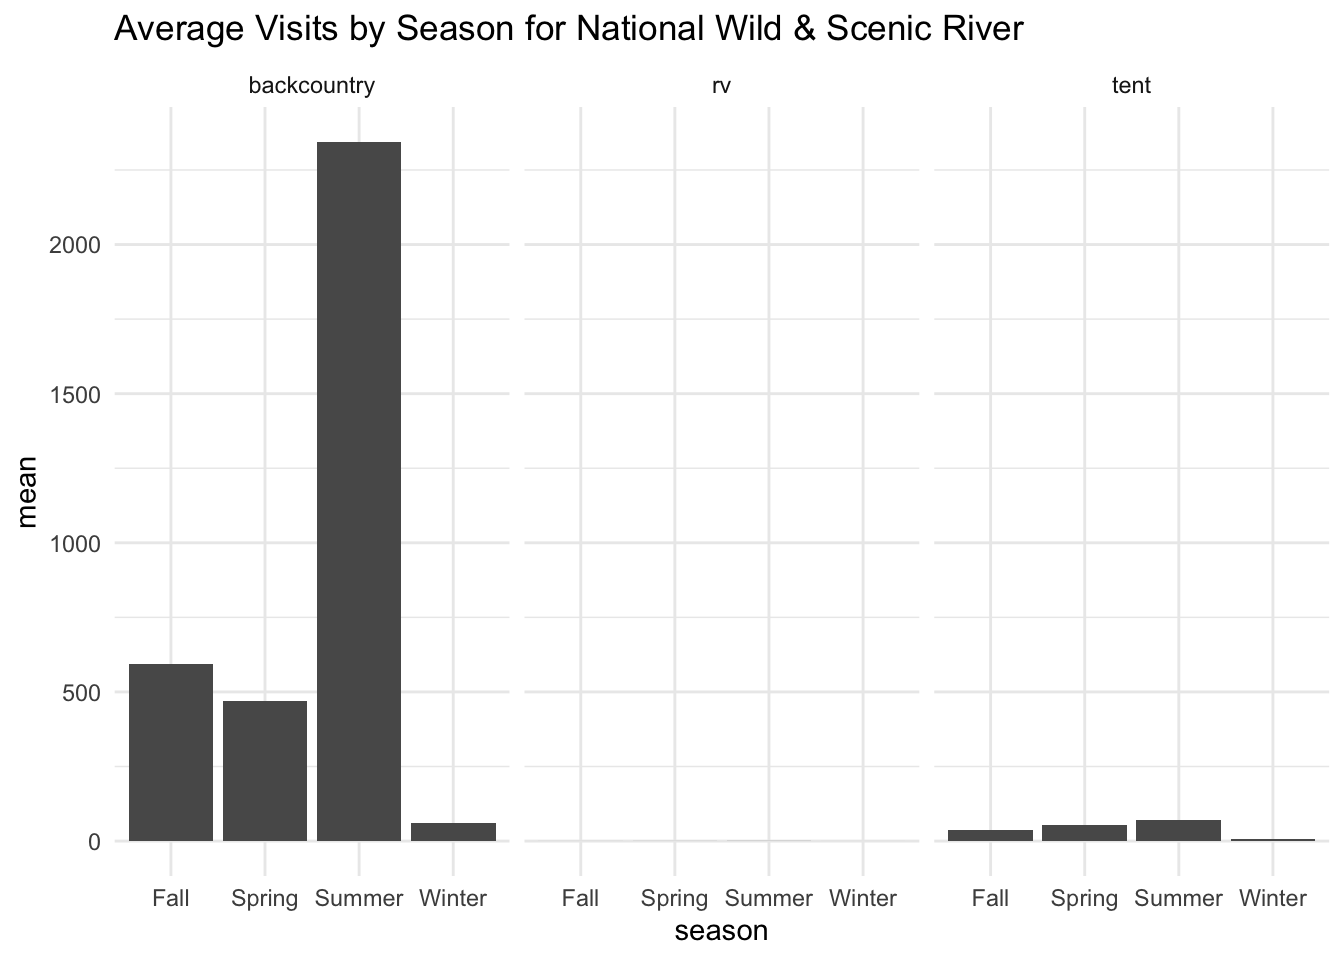 Average Visits by Season for National Wild & Scenic River
backcountry rv tent
2000
1500
1000
500
0
mean
Fall Spring Summer Winter Fall Spring Summer Winter Fall Spring Summer Winter
season